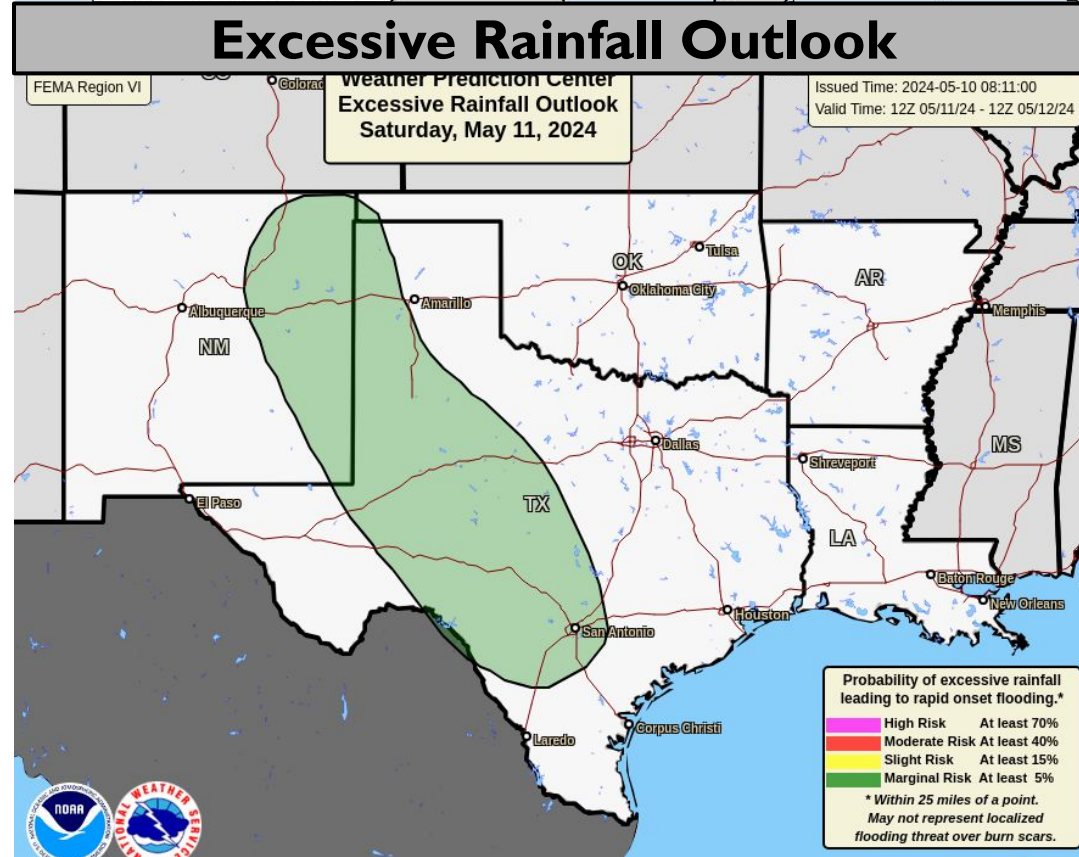 Excessive Rainfall Outlook
FEMA Region VI
Weather Prediction Center
Excessive Rainfall Outlook
Saturday, May 11, 2024
Issued Time: 2024-05-10 08:11:00
Valid Time: 12Z 05/11/24 - 12Z 05/12/24
Colorad
Tulsa
OK
Oklahoma City
AR
Amarillo
Albuquerque
Memphis
NM
Dallas
MS
Shreveport
El Paso
TX
LA
Baton Rouge
New Orleans
Houston
San Antonio
Corpus Christi
Laredo
Probability of excessive rainfall
leading to rapid onset flooding.*
High Risk At least 70%
Moderate Risk At least 40%
Slight Risk At least 15%
Marginal Risk At least 5%
* Within 25 miles of a point.
May not represent localized
flooding threat over burn scars.
NOAA
NATIONAL WEATHER SERVICE